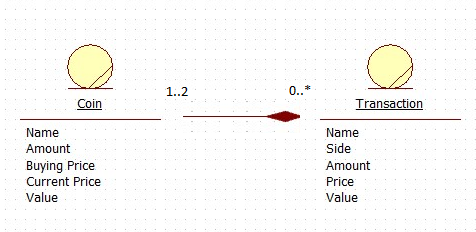 1..2
0..*
Coin
Transaction
Name
Amount
Buying Price
Current Price
Value
Name
Side
Amount
Price
Value